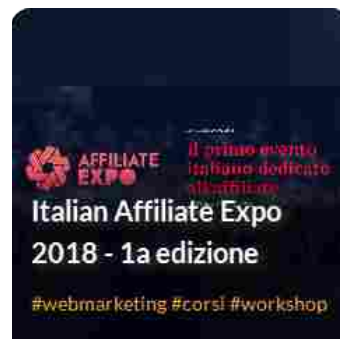 AFFILIATE
EXPO
il primo evento
italiano dedicato
Italian Affiliate Expo
2018 - 1a edizione
#webmarketing #corsi #workshop